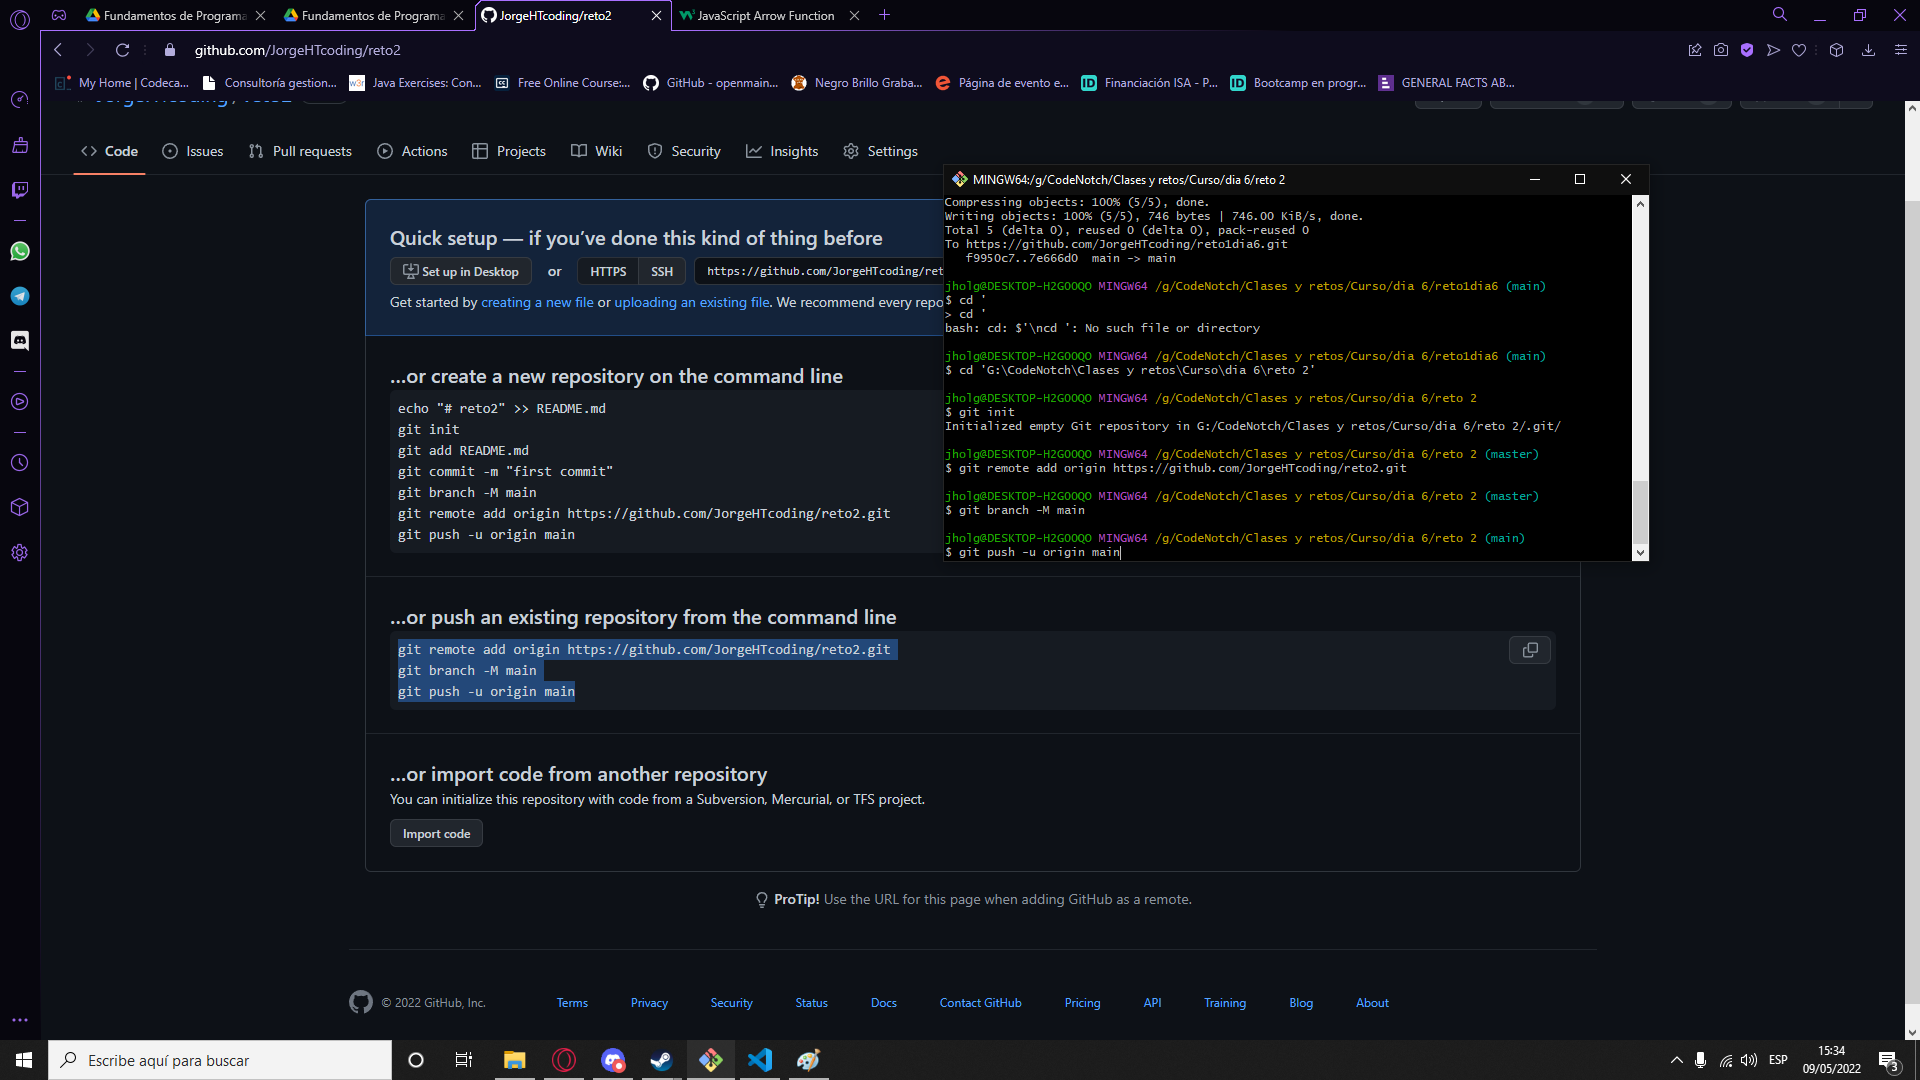 Fundamentos de Programa
Fundamentos de Programa
JorgeHTcoding/reto2
JavaScript Arrow Function
github.com/JorgeHTcoding/reto2
My Home | Codeca...
Consultoría gestion...
Java Exercises: Con...
Free Online Course:...
GitHub - openmain...
Negro Brillo Graba...
Página de evento e...
Financiación ISA - P...
Bootcamp en progr...
GENERAL FACTS AB...
Code
Issues
Pull requests
Actions
Projects
Wiki
Security
Insights
Settings
Quick setup — if you’ve done this kind of thing before
Set up in Desktop
or
HTTPS
SSH
https://github.com/JorgeHTcoding/ret
Get started by creating a new file or uploading an existing file. We recommend every repo
…or create a new repository on the command line
echo "# reto2" >> README.md
git init
git add README.md
git commit -m "first commit"
git branch -M main
git remote add origin https://github.com/JorgeHTcoding/reto2.git
git push -u origin main
MINGW64:/g/CodeNotch/Clases y retos/Curso/dia 6/reto 2
Compressing objects: 100% (5/5), done.
Writing objects: 100% (5/5), 746 bytes | 746.00 KiB/s, done.
Total 5 (delta 0), reused 0 (delta 0), pack-reused 0
To https://github.com/JorgeHTcoding/reto1dia6.git
f9950c7..7e666d0  main -> main
jholg@DESKTOP-H2GOOQO MINGW64 /g/CodeNotch/Clases y retos/Curso/dia 6/reto1dia6 (main)
$ cd '
> cd '
bash: cd: $'\ncd ': No such file or directory
jholg@DESKTOP-H2GOOQO MINGW64 /g/CodeNotch/Clases y retos/Curso/dia 6/reto1dia6 (main)
$ cd 'G:\CodeNotch\Clases y retos\Curso\dia 6\reto 2'
jholg@DESKTOP-H2GOOQO MINGW64 /g/CodeNotch/Clases y retos/Curso/dia 6/reto 2
$ git init
Initialized empty Git repository in G:/CodeNotch/Clases y retos/Curso/dia 6/reto 2/.git/
jholg@DESKTOP-H2GOOQO MINGW64 /g/CodeNotch/Clases y retos/Curso/dia 6/reto 2 (master)
$ git remote add origin https://github.com/JorgeHTcoding/reto2.git
jholg@DESKTOP-H2GOOQO MINGW64 /g/CodeNotch/Clases y retos/Curso/dia 6/reto 2 (master)
$ git branch -M main
jholg@DESKTOP-H2GOOQO MINGW64 /g/CodeNotch/Clases y retos/Curso/dia 6/reto 2 (main)
$ git push -u origin main
…or push an existing repository from the command line
git remote add origin https://github.com/JorgeHTcoding/reto2.git
git branch -M main
git push -u origin main
…or import code from another repository
You can initialize this repository with code from a Subversion, Mercurial, or TFS project.
Import code
ProTip! Use the URL for this page when adding GitHub as a remote.
© 2022 GitHub, Inc.
Terms
Privacy
Security
Status
Docs
Contact GitHub
Pricing
API
Training
Blog
About
Escribe aquí para buscar
ESP
15:34
09/05/2022
3